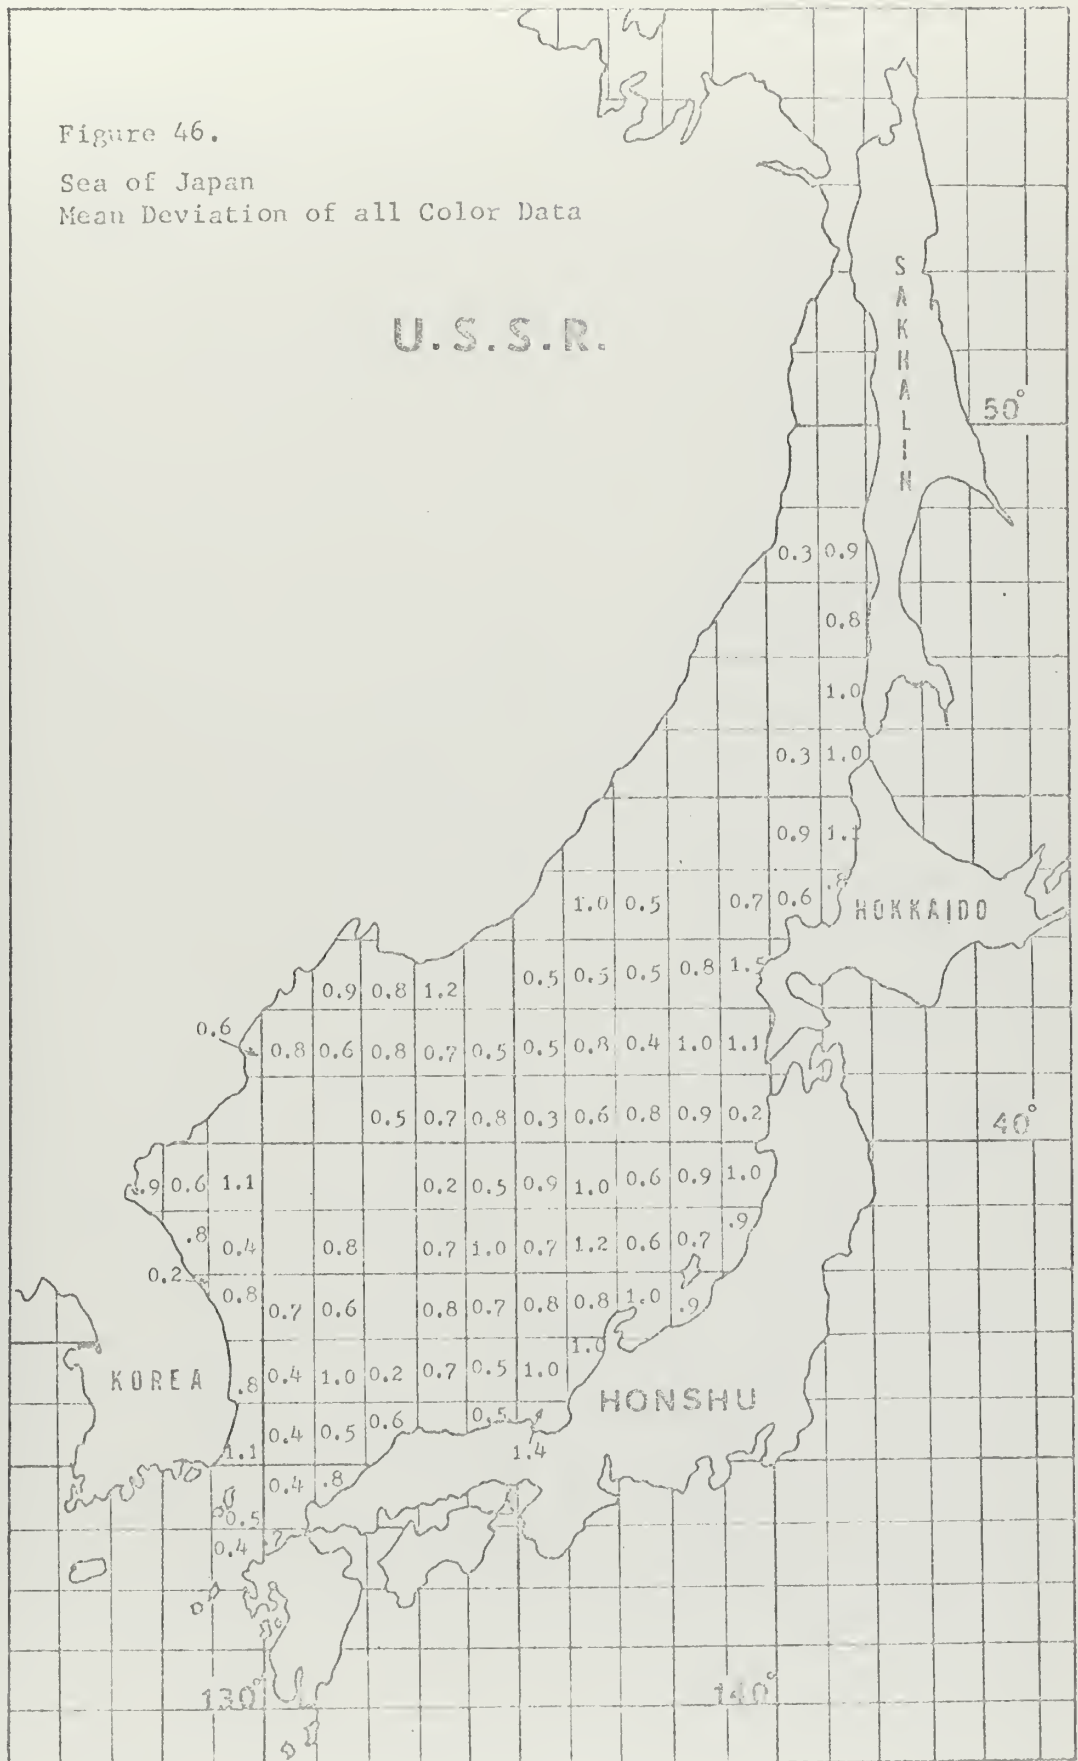 Figure 46.
Sea of Japan
Mean Deviation of all Color Data
U.S.S.R.
SAKHALIN
50°
0.3 0.9
0.8
1.0
0.3 1.0
0.9 1.1
1.0 0.5 0.7 0.6 .8
HOKKAIDO
0.9 0.8 1.2 0.5 0.5 0.5 0.8 1.5
0.6 0.8 0.6 0.8 0.7 0.5 0.5 0.8 0.4 1.0 1.1
0.5 0.7 0.8 0.3 0.6 0.8 0.9 0.2
40°
.9 0.6 1.1 0.2 0.5 0.9 1.0 0.6 0.9 1.0
.8 0.4 0.8 0.7 1.0 0.7 1.2 0.6 0.7 .9
0.2 0.8 0.7 0.6 0.8 0.7 0.8 0.8 1.0 .9
KOREA
.8 0.4 1.0 0.2 0.7 0.5 1.0 1.0
HONSHU
1.1 0.4 0.5 0.6 0.5
1.4
0.4 .8
0.5
0.4
130°
140°